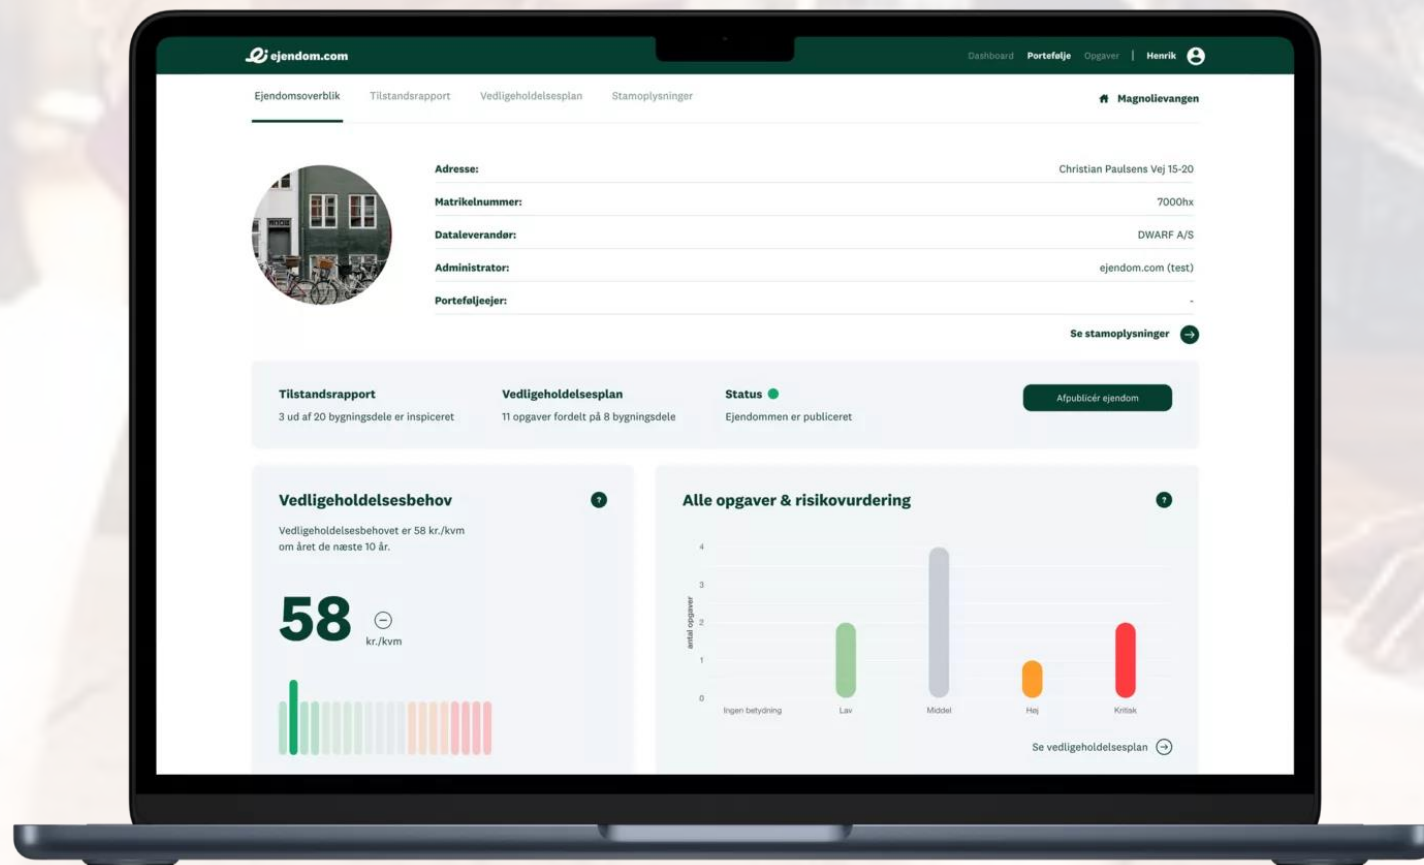 ejendom.com
Dashboard Portefølje Opgaver | Henrik
Ejendomsoverblik Tilstandsrapport Vedligeholdelsesplan Stamoplysninger
Magnolievangen
Adresse: Christian Paulsens Vej 15-20
Matrikelnummer: 7000hx
Dataleverandør: DWARF A/S
Administrator: ejendom.com (test)
Porteføljeejer: -
Se stamoplysninger
Tilstandsrapport
3 ud af 20 bygningsdele er inspiceret
Vedligeholdelsesplan
11 opgaver fordelt på 8 bygningsdele
Status
Ejendommen er publiceret
Afpublicér ejendom
Vedligeholdelsesbehov ?
Vedligeholdelsesbehovet er 58 kr./kvm
om året de næste 10 år.
58
kr./kvm
Alle opgaver & risikovurdering ?
antal opgaver
4
3
2
1
0
Ingen betydning Lav Middel Høj Kritisk
Se vedligeholdelsesplan